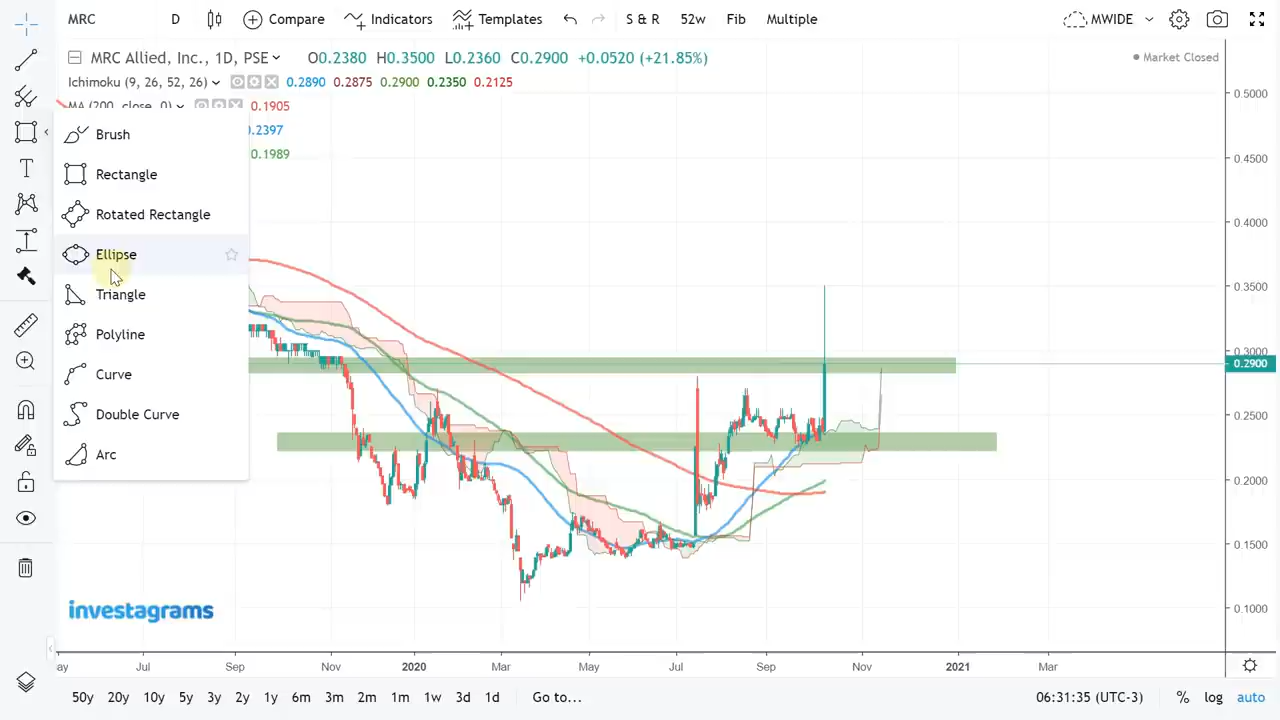 MRC D Compare Indicators Templates S & R 52w Fib Multiple MWIDE
MRC Allied, Inc., 1D, PSE O0.2380 H0.3500 L0.2360 C0.2900 +0.0520 (+21.85%)
Market Closed
Ichimoku (9, 26, 52, 26) 0.2890 0.2875 0.2900 0.2350 0.2125
MA (200, close, 0) 0.1905
.2397
0.1989
Brush
Rectangle
Rotated Rectangle
Ellipse
Triangle
Polyline
Curve
Double Curve
Arc
0.5000
0.4500
0.4000
0.3500
0.3000
0.2900
0.2500
0.2000
0.1500
0.1000
investagrams
ay Jul Sep Nov 2020 Mar May Jul Sep Nov 2021 Mar
50y 20y 10y 5y 3y 2y 1y 6m 3m 2m 1m 1w 3d 1d Go to... 06:31:35 (UTC-3) % log auto